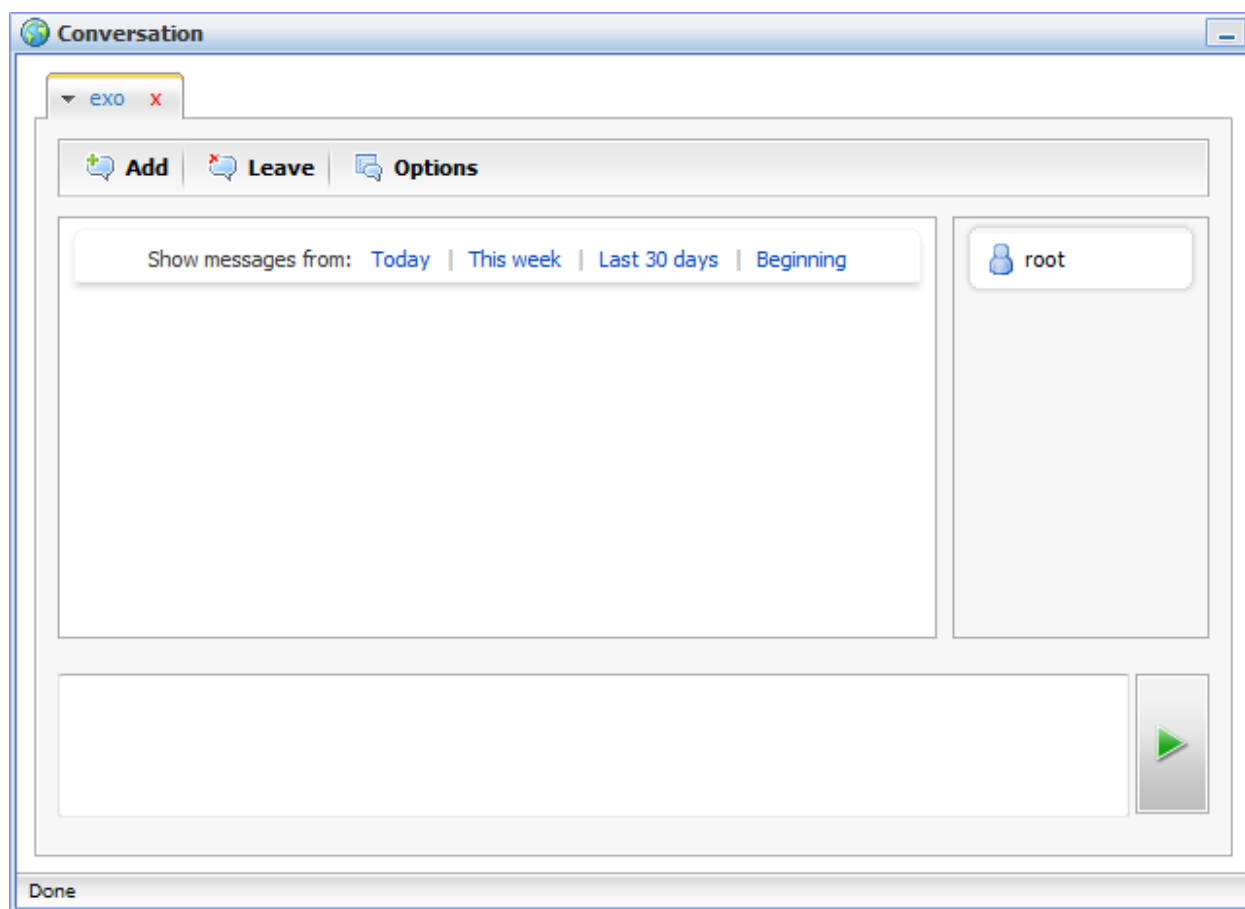 Conversation
exo x
Add Leave Options
Show messages from: Today | This week | Last 30 days | Beginning
root
Done